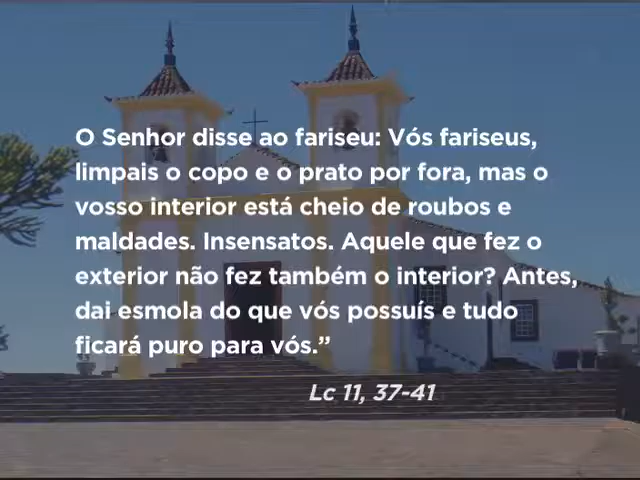 O Senhor disse ao fariseu: Vós fariseus,
limpais o copo e o prato por fora, mas o
vosso interior está cheio de roubos e
maldades. Insensatos. Aquele que fez o
exterior não fez também o interior? Antes,
dai esmola do que vós possuís e tudo
ficará puro para vós.”
Lc 11, 37-41